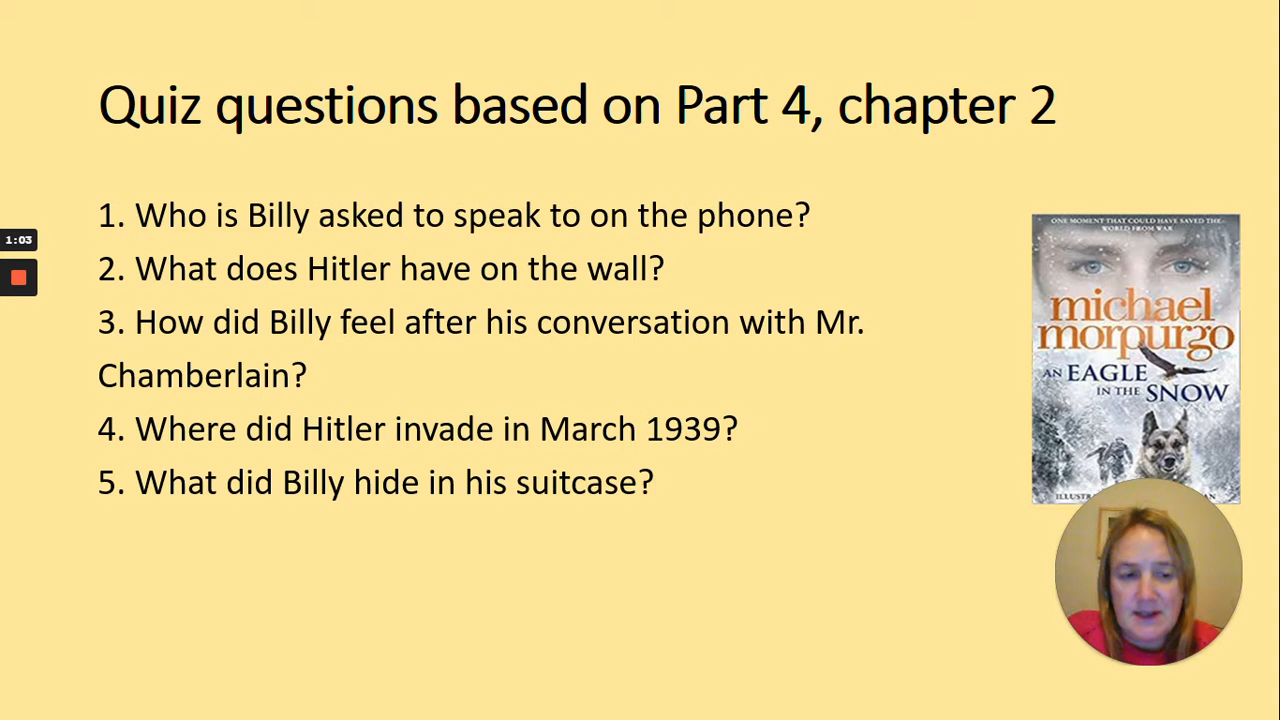 Quiz questions based on Part 4, chapter 2
1. Who is Billy asked to speak to on the phone?
2. What does Hitler have on the wall?
3. How did Billy feel after his conversation with Mr.
Chamberlain?
4. Where did Hitler invade in March 1939?
5. What did Billy hide in his suitcase?
1:03
ONE MOMENT THAT COULD HAVE SAVED THE
WORLD FROM WAR
michael
morpurgo
AN EAGLE
IN THE SNOW